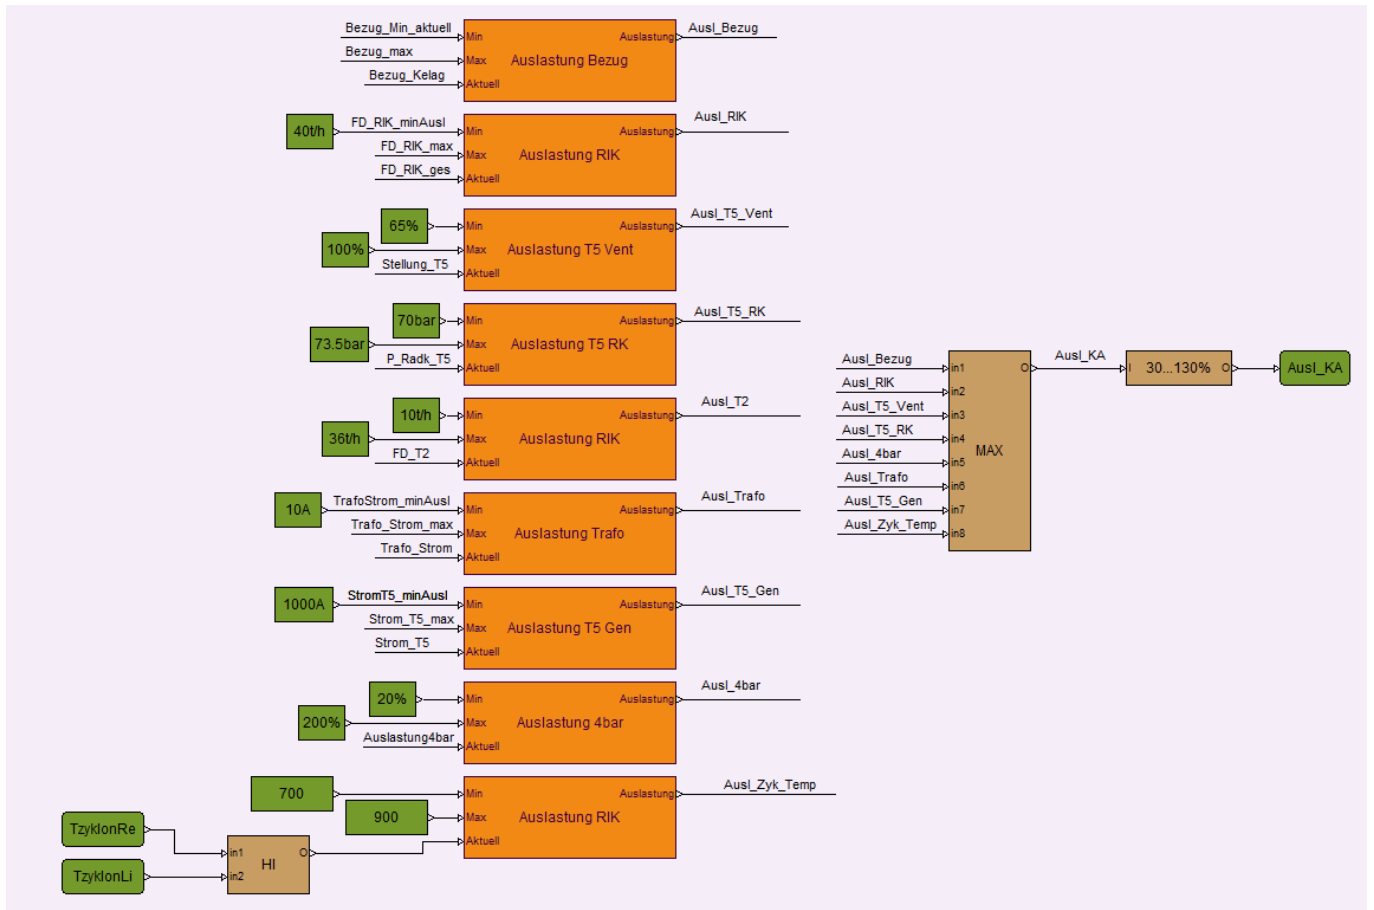 Bezug_Min_aktuell
Bezug_max
Bezug_Kelag
Min
Max
Aktuell
Auslastung Bezug
Auslastung
Ausl_Bezug
40t/h
FD_RIK_minAusl
FD_RIK_max
FD_RIK_ges
Min
Max
Aktuell
Auslastung RIK
Auslastung
Ausl_RIK
65%
100%
Stellung_T5
Min
Max
Aktuell
Auslastung T5 Vent
Auslastung
Ausl_T5_Vent
70bar
73.5bar
P_Radk_T5
Min
Max
Aktuell
Auslastung T5 RK
Auslastung
Ausl_T5_RK
10t/h
36t/h
FD_T2
Min
Max
Aktuell
Auslastung RIK
Auslastung
Ausl_T2
10A
TrafoStrom_minAusl
Trafo_Strom_max
Trafo_Strom
Min
Max
Aktuell
Auslastung Trafo
Auslastung
Ausl_Trafo
1000A
StromT5_minAusl
Strom_T5_max
Strom_T5
Min
Max
Aktuell
Auslastung T5 Gen
Auslastung
Ausl_T5_Gen
20%
200%
Auslastung4bar
Min
Max
Aktuell
Auslastung 4bar
Auslastung
Ausl_4bar
700
900
Min
Max
Aktuell
Auslastung RIK
Auslastung
Ausl_Zyk_Temp
TzyklonRe
TzyklonLi
in1
in2
HI
O
Ausl_Bezug
Ausl_RIK
Ausl_T5_Vent
Ausl_T5_RK
Ausl_4bar
Ausl_Trafo
Ausl_T5_Gen
Ausl_Zyk_Temp
in1
in2
in3
in4
in5
in6
in7
in8
MAX
O
Ausl_KA
I
30...130%
O
Ausl_KA